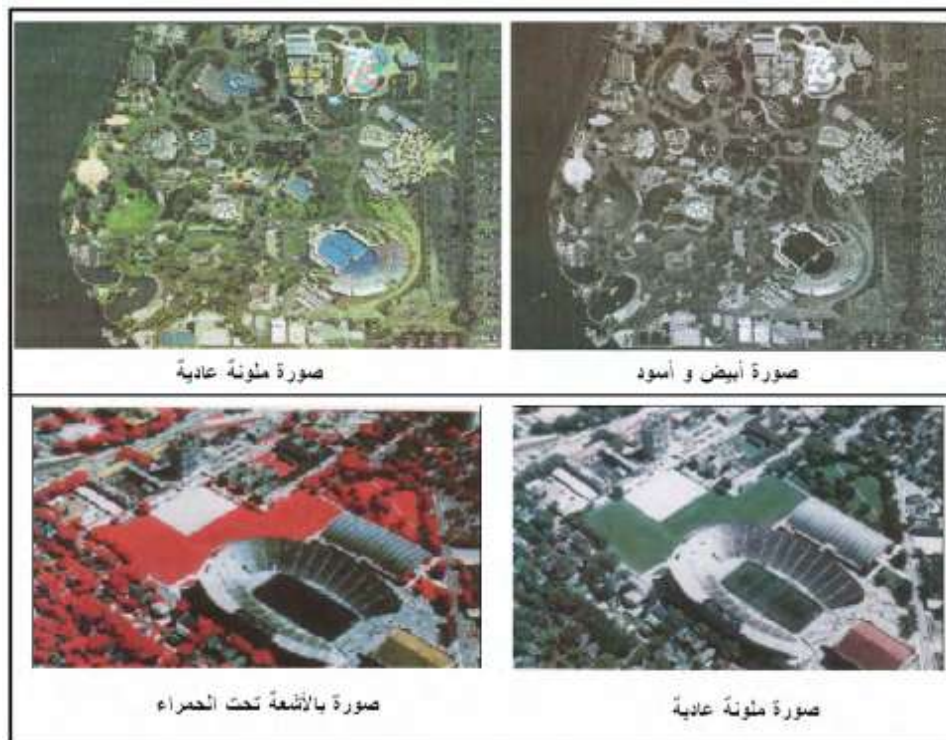 صورة أبيض و أسود
صورة ملونة عادية
صورة ملونة عادية
صورة بالأشعة تحت الحمراء